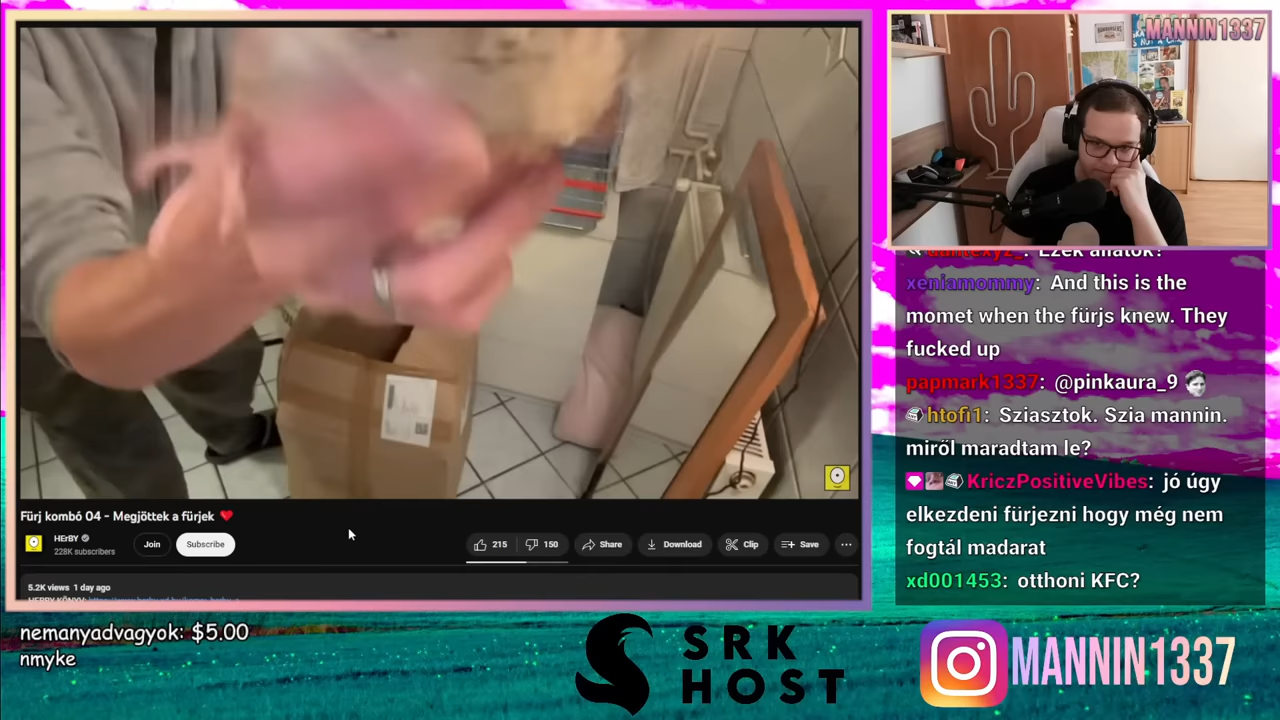 MANNIN1337
Ezek állatok?
xeniamommy: And this is the
momet when the fürjs knew. They
fucked up
papmark1337: @pinkaura_9
htofi1: Sziasztok. Szia mannin.
miről maradtam le?
KriczPositiveVibes: jó úgy
elkezdeni fürjezni hogy még nem
fogtál madarat
xd001453: otthoni KFC?
Fürj kombó 04 - Megjöttek a fürjek
HErBY
228K subscribers
Join
Subscribe
215
150
Share
Download
Clip
Save
5.2K views 1 day ago
nemanyadvagyok: $5.00
nmyke
SRK
HOST
MANNIN1337